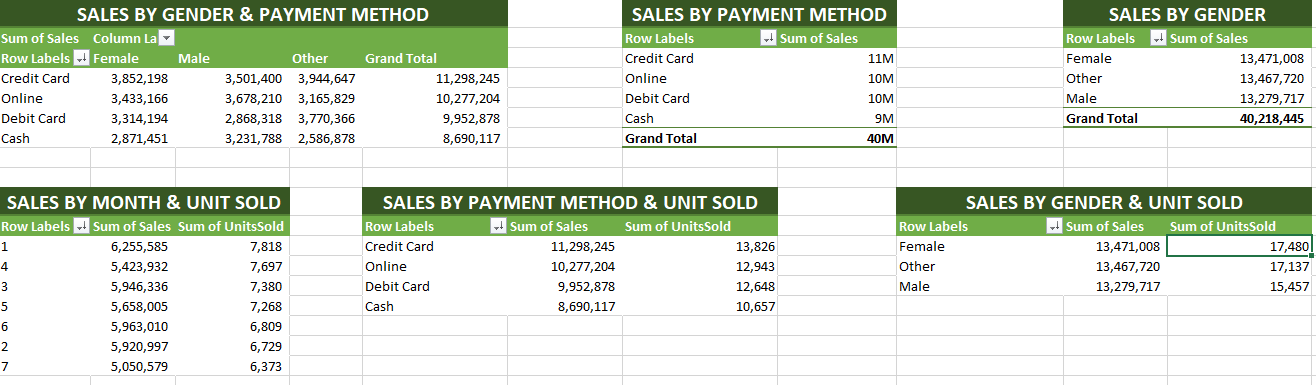 SALES BY GENDER & PAYMENT METHOD
Sum of Sales Column La
Row Labels Female Male Other Grand Total
Credit Card 3,852,198 3,501,400 3,944,647 11,298,245
Online 3,433,166 3,678,210 3,165,829 10,277,204
Debit Card 3,314,194 2,868,318 3,770,366 9,952,878
Cash 2,871,451 3,231,788 2,586,878 8,690,117
SALES BY PAYMENT METHOD
Row Labels Sum of Sales
Credit Card 11M
Online 10M
Debit Card 10M
Cash 9M
Grand Total 40M
SALES BY GENDER
Row Labels Sum of Sales
Female 13,471,008
Other 13,467,720
Male 13,279,717
Grand Total 40,218,445
SALES BY MONTH & UNIT SOLD
Row Labels Sum of Sales Sum of UnitsSold
1 6,255,585 7,818
4 5,423,932 7,697
3 5,946,336 7,380
5 5,658,005 7,268
6 5,963,010 6,809
2 5,920,997 6,729
7 5,050,579 6,373
SALES BY PAYMENT METHOD & UNIT SOLD
Row Labels Sum of Sales Sum of UnitsSold
Credit Card 11,298,245 13,826
Online 10,277,204 12,943
Debit Card 9,952,878 12,648
Cash 8,690,117 10,657
SALES BY GENDER & UNIT SOLD
Row Labels Sum of Sales Sum of UnitsSold
Female 13,471,008 17,480
Other 13,467,720 17,137
Male 13,279,717 15,457